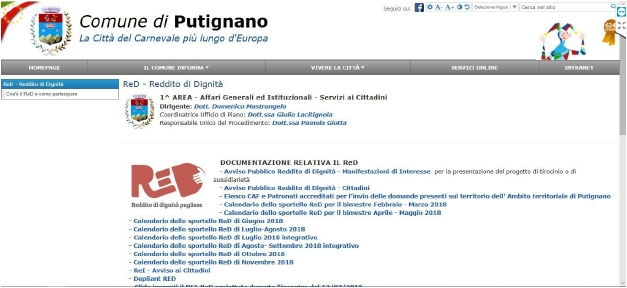 Comune di Putignano
La Città del Carnevale più lungo d'Europa
Seguici su: A- A+ Seleziona lingua Cerca nel sito
HOMEPAGE IL COMUNE INFORMA VIVERE LA CITTÀ SERVIZI ONLINE INTRANET
ReD - Reddito di Dignità
Cos'è il ReD e come partecipare
ReD - Reddito di Dignità
1^ AREA - Affari Generali ed Istituzionali - Servizi ai Cittadini
Dirigente: Dott. Domenico Mastrangelo
Coordinatrice Ufficio di Piano: Dott.ssa Giulia Lacitignola
Responsabile Unico del Procedimento: Dott.ssa Pamela Giotta
RED
Reddito di dignità pugliese
DOCUMENTAZIONE RELATIVA IL ReD
- Avviso Pubblico Reddito di Dignità - Manifestazioni di Interesse per la presentazione del progetto di tirocinio o di
sussidiarietà
- Avviso Pubblico Reddito di Dignità - Cittadini
- Elenco CAF e Patronati accreditati per l'invio delle domande presenti sul territorio dell' Ambito territoriale di Putignano
- Calendario dello sportello ReD per il bimestre Febbraio - Marzo 2018
- Calendario dello sportello ReD per il bimestre Aprile - Maggio 2018
- Calendario dello sportello ReD di Giugno 2018
- Calendario dello sportello ReD di Luglio-Agosto 2018
- Calendario dello sportello ReD di Luglio 2018 integrativo
- Calendario dello sportello ReD di Agosto- Settembre 2018 integrativo
- Calendario dello sportello ReD di Ottobre 2018
- Calendario dello sportello ReD di Novembre 2018
- ReI - Avviso ai Cittadini
- Depliant RED